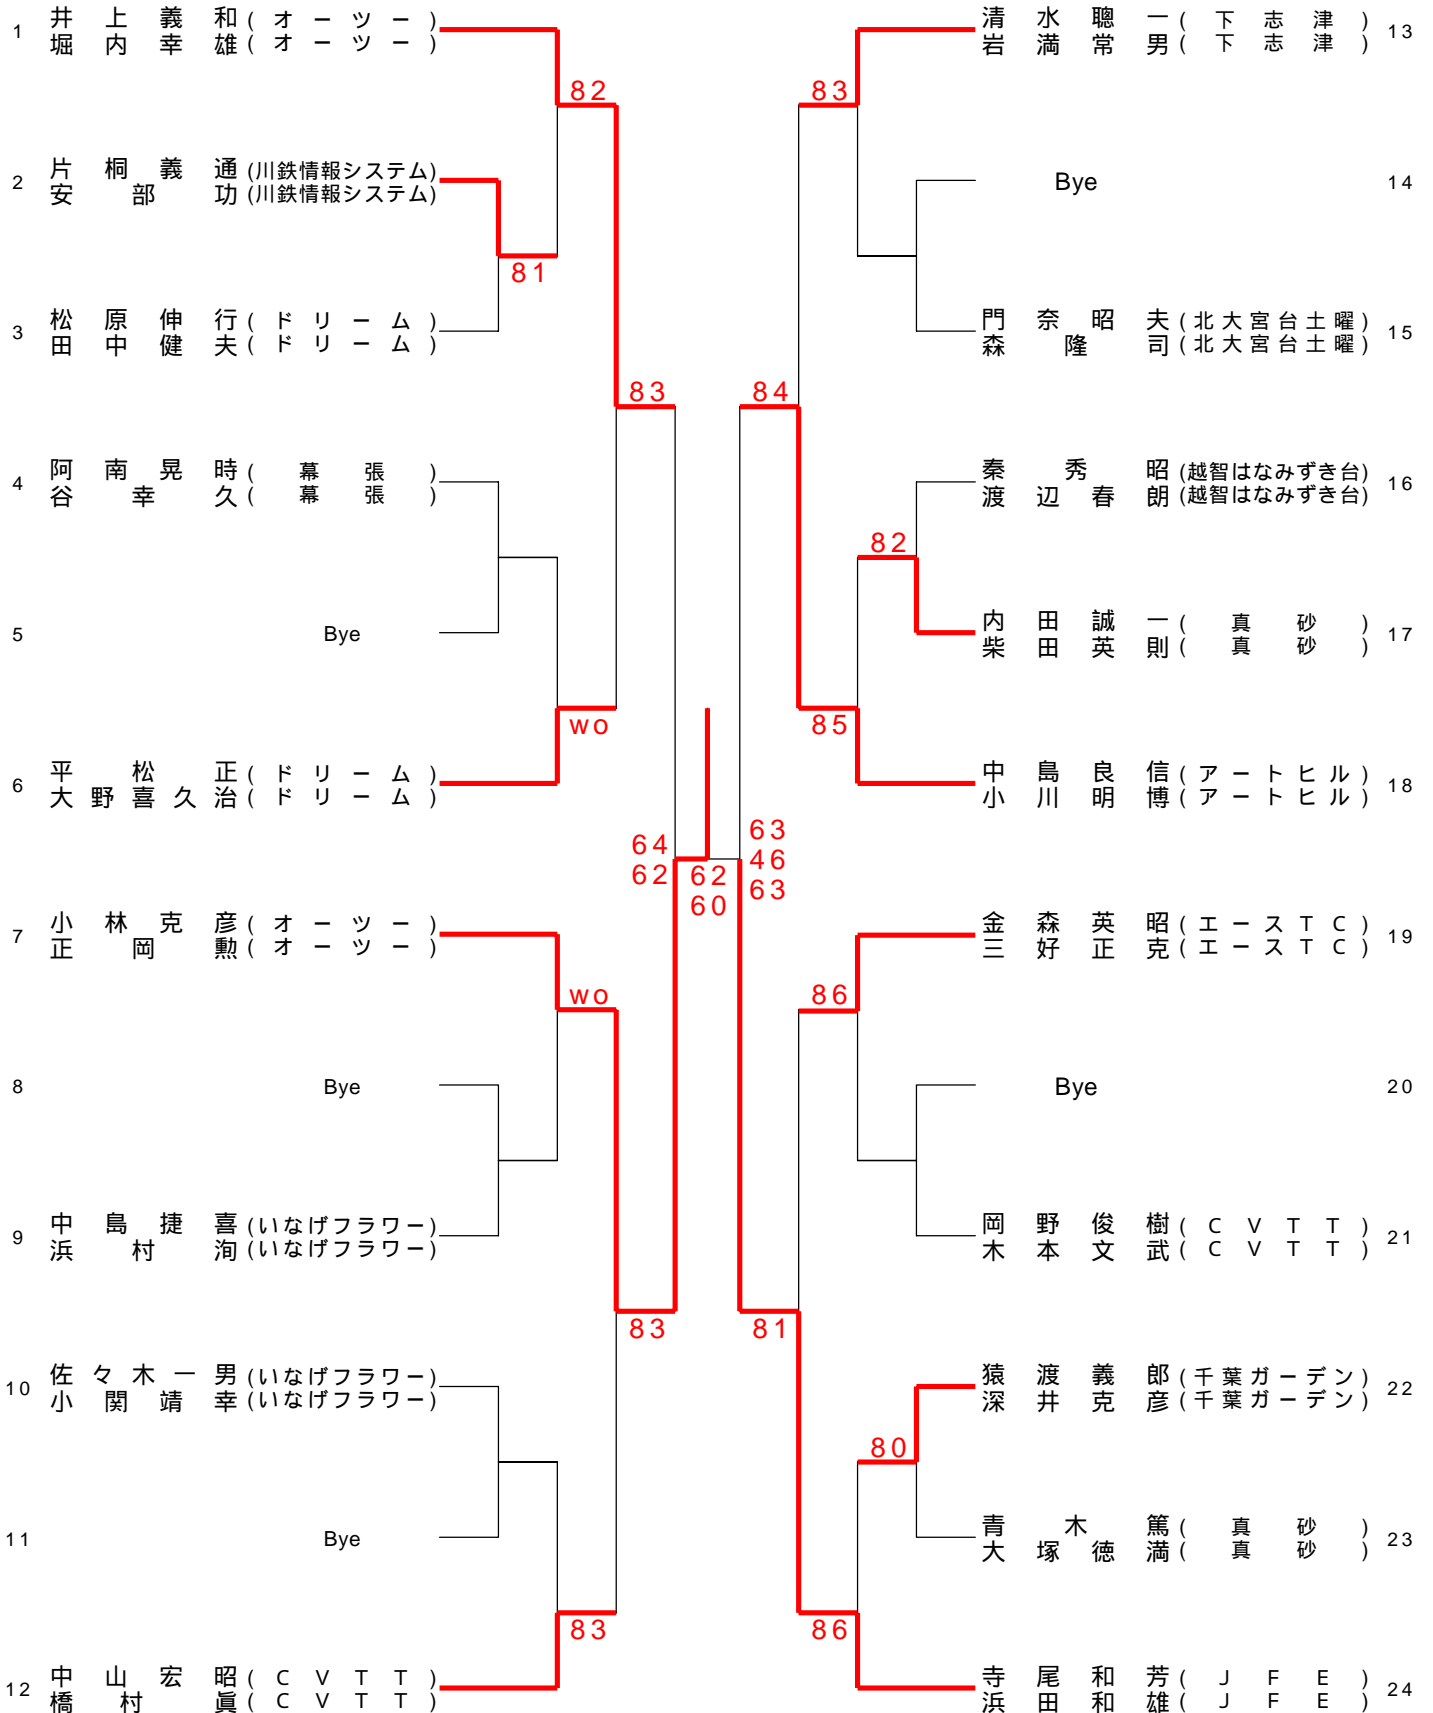 1 井上義和(オーツー)
堀内幸雄(オーツー)
82
2 片桐義通(川鉄情報システム)
安部功(川鉄情報システム)
81
3 松原伸行(ドリーム)
田中健夫(ドリーム)
83
4 阿南晃時(幕張)
谷幸久(幕張)
5 Bye
wo
6 平松正(ドリーム)
大野喜久治(ドリーム)
64
62
7 小林克彦(オーツー)
正岡勲(オーツー)
wo
8 Bye
9 中島捷喜(いなげフラワー)
浜村洵(いなげフラワー)
83
10 佐々木一男(いなげフラワー)
小関靖幸(いなげフラワー)
11 Bye
83
12 中山宏昭(CVTT)
橋村眞(CVTT)
62
60
清水聰一(下志津) 13
岩満常男(下志津)
83
Bye 14
門奈昭夫(北大宮台土曜) 15
森隆司(北大宮台土曜)
84
秦秀昭(越智はなみずき台) 16
渡辺春朗(越智はなみずき台)
82
内田誠一(真砂) 17
柴田英則(真砂)
85
中島良信(アートヒル) 18
小川明博(アートヒル)
63
46
63
金森英昭(エースTC) 19
三好正克(エースTC)
86
Bye 20
岡野俊樹(CVTT) 21
木本文武(CVTT)
81
猿渡義郎(千葉ガーデン) 22
深井克彦(千葉ガーデン)
80
青木篤(真砂) 23
大塚徳満(真砂)
86
寺尾和芳(JFE) 24
浜田和雄(JFE)